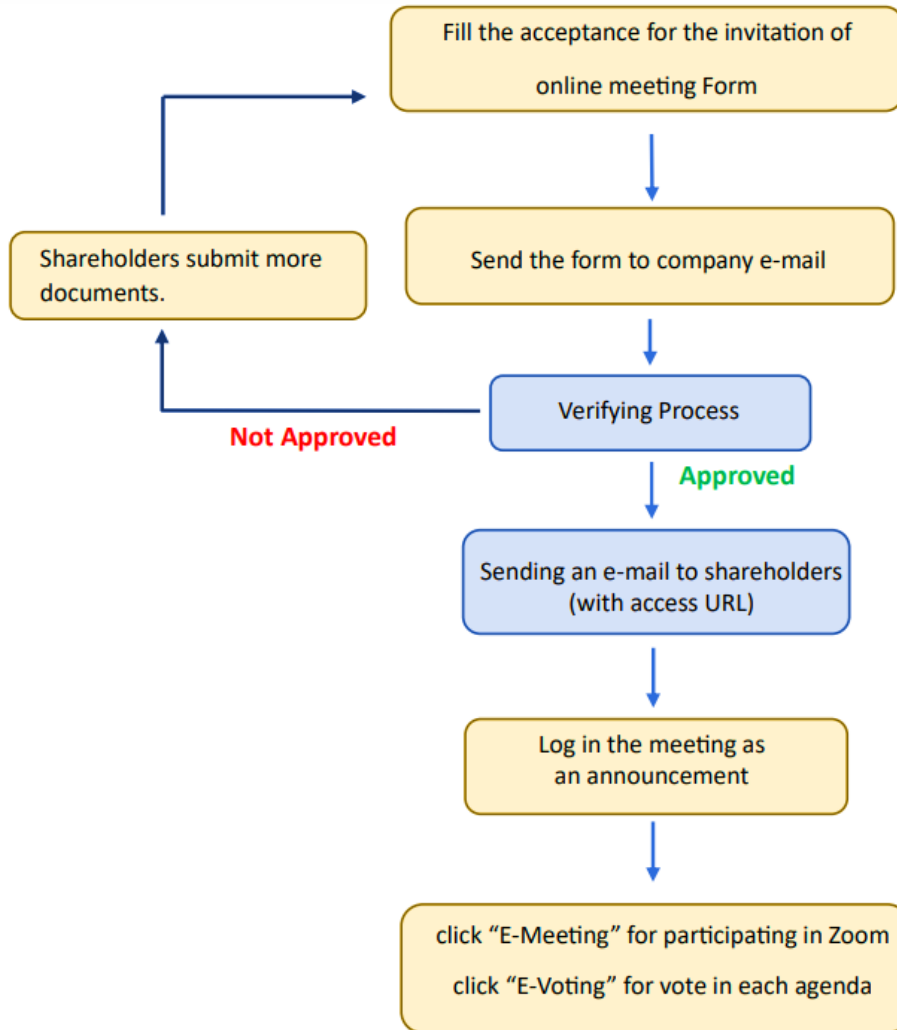 Fill the acceptance for the invitation of
online meeting Form
Shareholders submit more
documents.
Send the form to company e-mail
Verifying Process
Not Approved
Approved
Sending an e-mail to shareholders
(with access URL)
Log in the meeting as
an announcement
click “E-Meeting” for participating in Zoom
click “E-Voting” for vote in each agenda